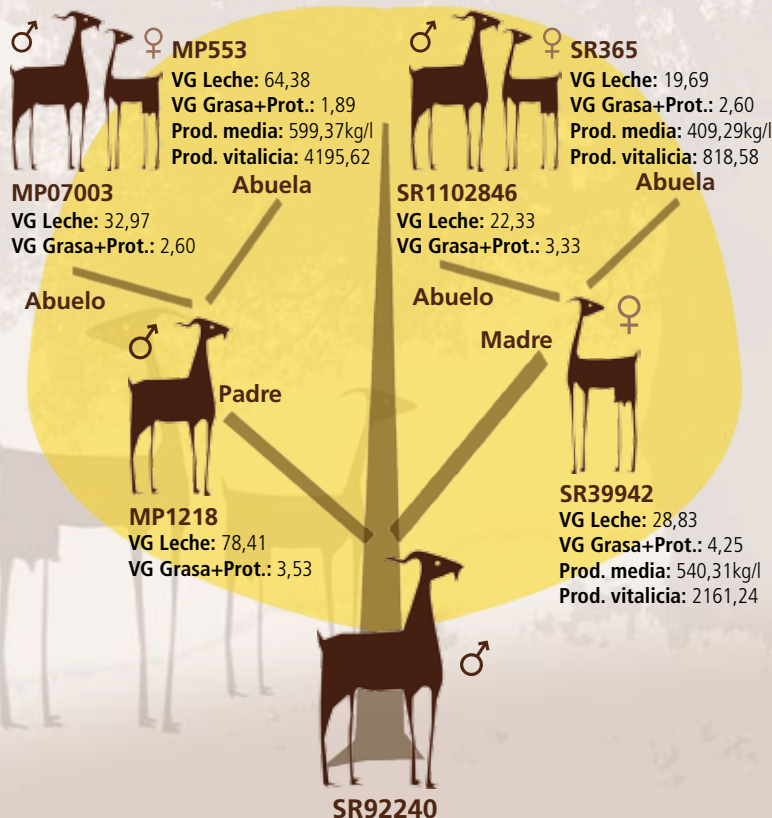 ♂ ♀ MP553
VG Leche: 64,38
VG Grasa+Prot.: 1,89
Prod. media: 599,37kg/l
Prod. vitalicia: 4195,62
Abuela
MP07003
VG Leche: 32,97
VG Grasa+Prot.: 2,60
Abuelo
♂ ♀ SR365
VG Leche: 19,69
VG Grasa+Prot.: 2,60
Prod. media: 409,29kg/l
Prod. vitalicia: 818,58
Abuela
SR1102846
VG Leche: 22,33
VG Grasa+Prot.: 3,33
Abuelo
♂
Padre
MP1218
VG Leche: 78,41
VG Grasa+Prot.: 3,53
Madre ♀
SR39942
VG Leche: 28,83
VG Grasa+Prot.: 4,25
Prod. media: 540,31kg/l
Prod. vitalicia: 2161,24
♂
SR92240